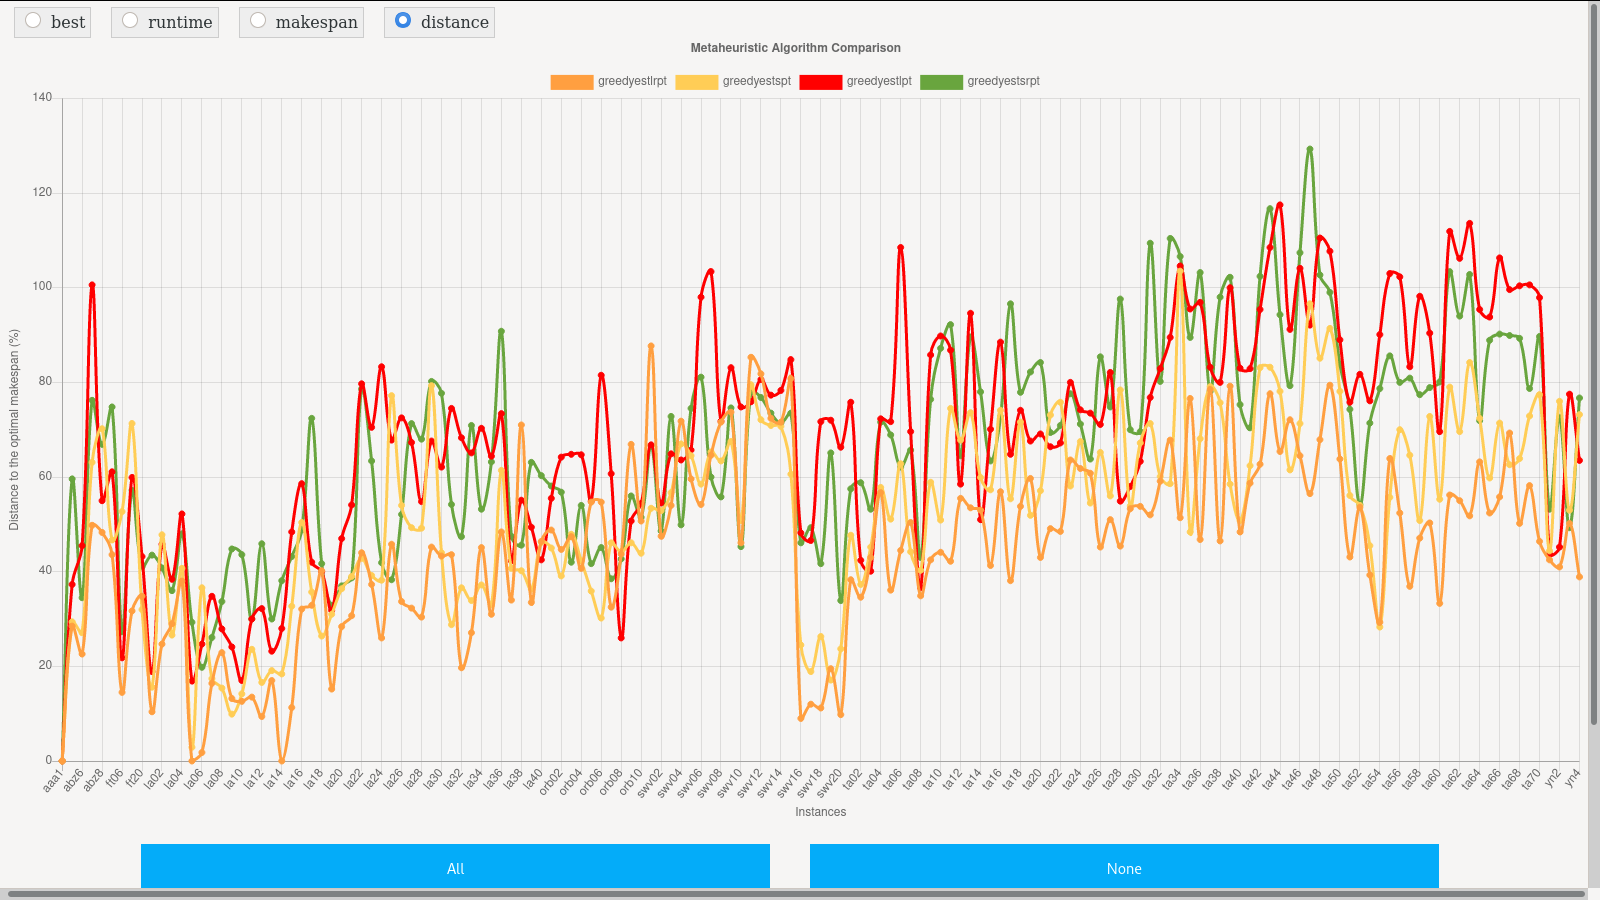 best runtime makespan distance
Metaheuristic Algorithm Comparison
greedyestlrpt greedyestspt greedyestlpt greedyestsrpt
140
120
100
80
60
40
20
0
Distance to the optimal makespan (%)
aaa1 abz6 abz8 ft06 ft20 la02 la04 la06 la08 la10 la12 la14 la16 la18 la20 la22 la24 la26 la28 la30 la32 la34 la36 la38 la40 orb02 orb04 orb06 orb08 orb10 swv02 swv04 swv06 swv08 swv10 swv12 swv14 swv16 swv18 swv20 ta02 ta04 ta06 ta08 ta10 ta12 ta14 ta16 ta18 ta20 ta22 ta24 ta26 ta28 ta30 ta32 ta34 ta36 ta38 ta40 ta42 ta44 ta46 ta48 ta50 ta52 ta54 ta56 ta58 ta60 ta62 ta64 ta66 ta68 ta70 yn2 yn4
Instances
All None